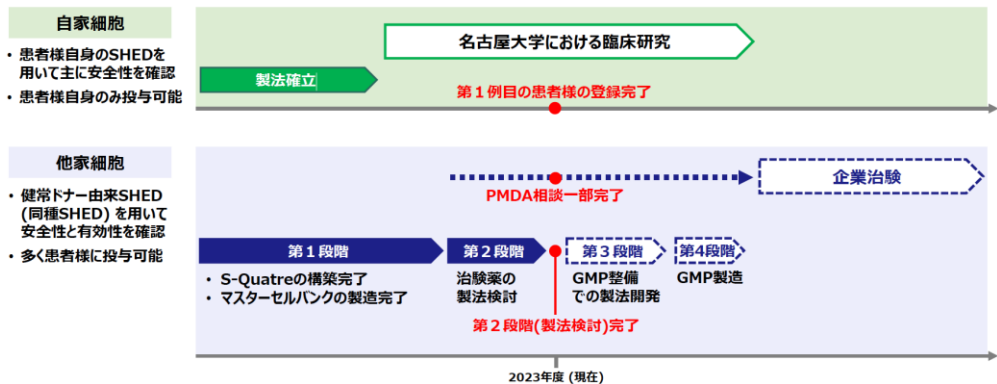 自家細胞
• 患者様自身のSHEDを
用いて主に安全性を確認
• 患者様自身のみ投与可能
名古屋大学における臨床研究
製法確立
第１例目の患者様の登録完了
他家細胞
• 健常ドナー由来SHED
(同種SHED) を用いて
安全性と有効性を確認
• 多く患者様に投与可能
企業治験
PMDA相談一部完了
第１段階
第２段階
第３段階
第4段階
• S-Quatreの構築完了
• マスターセルバンクの製造完了
治験薬の
製法検討
GMP整備
での製法開発
GMP製造
第２段階(製法検討)完了
2023年度 (現在)